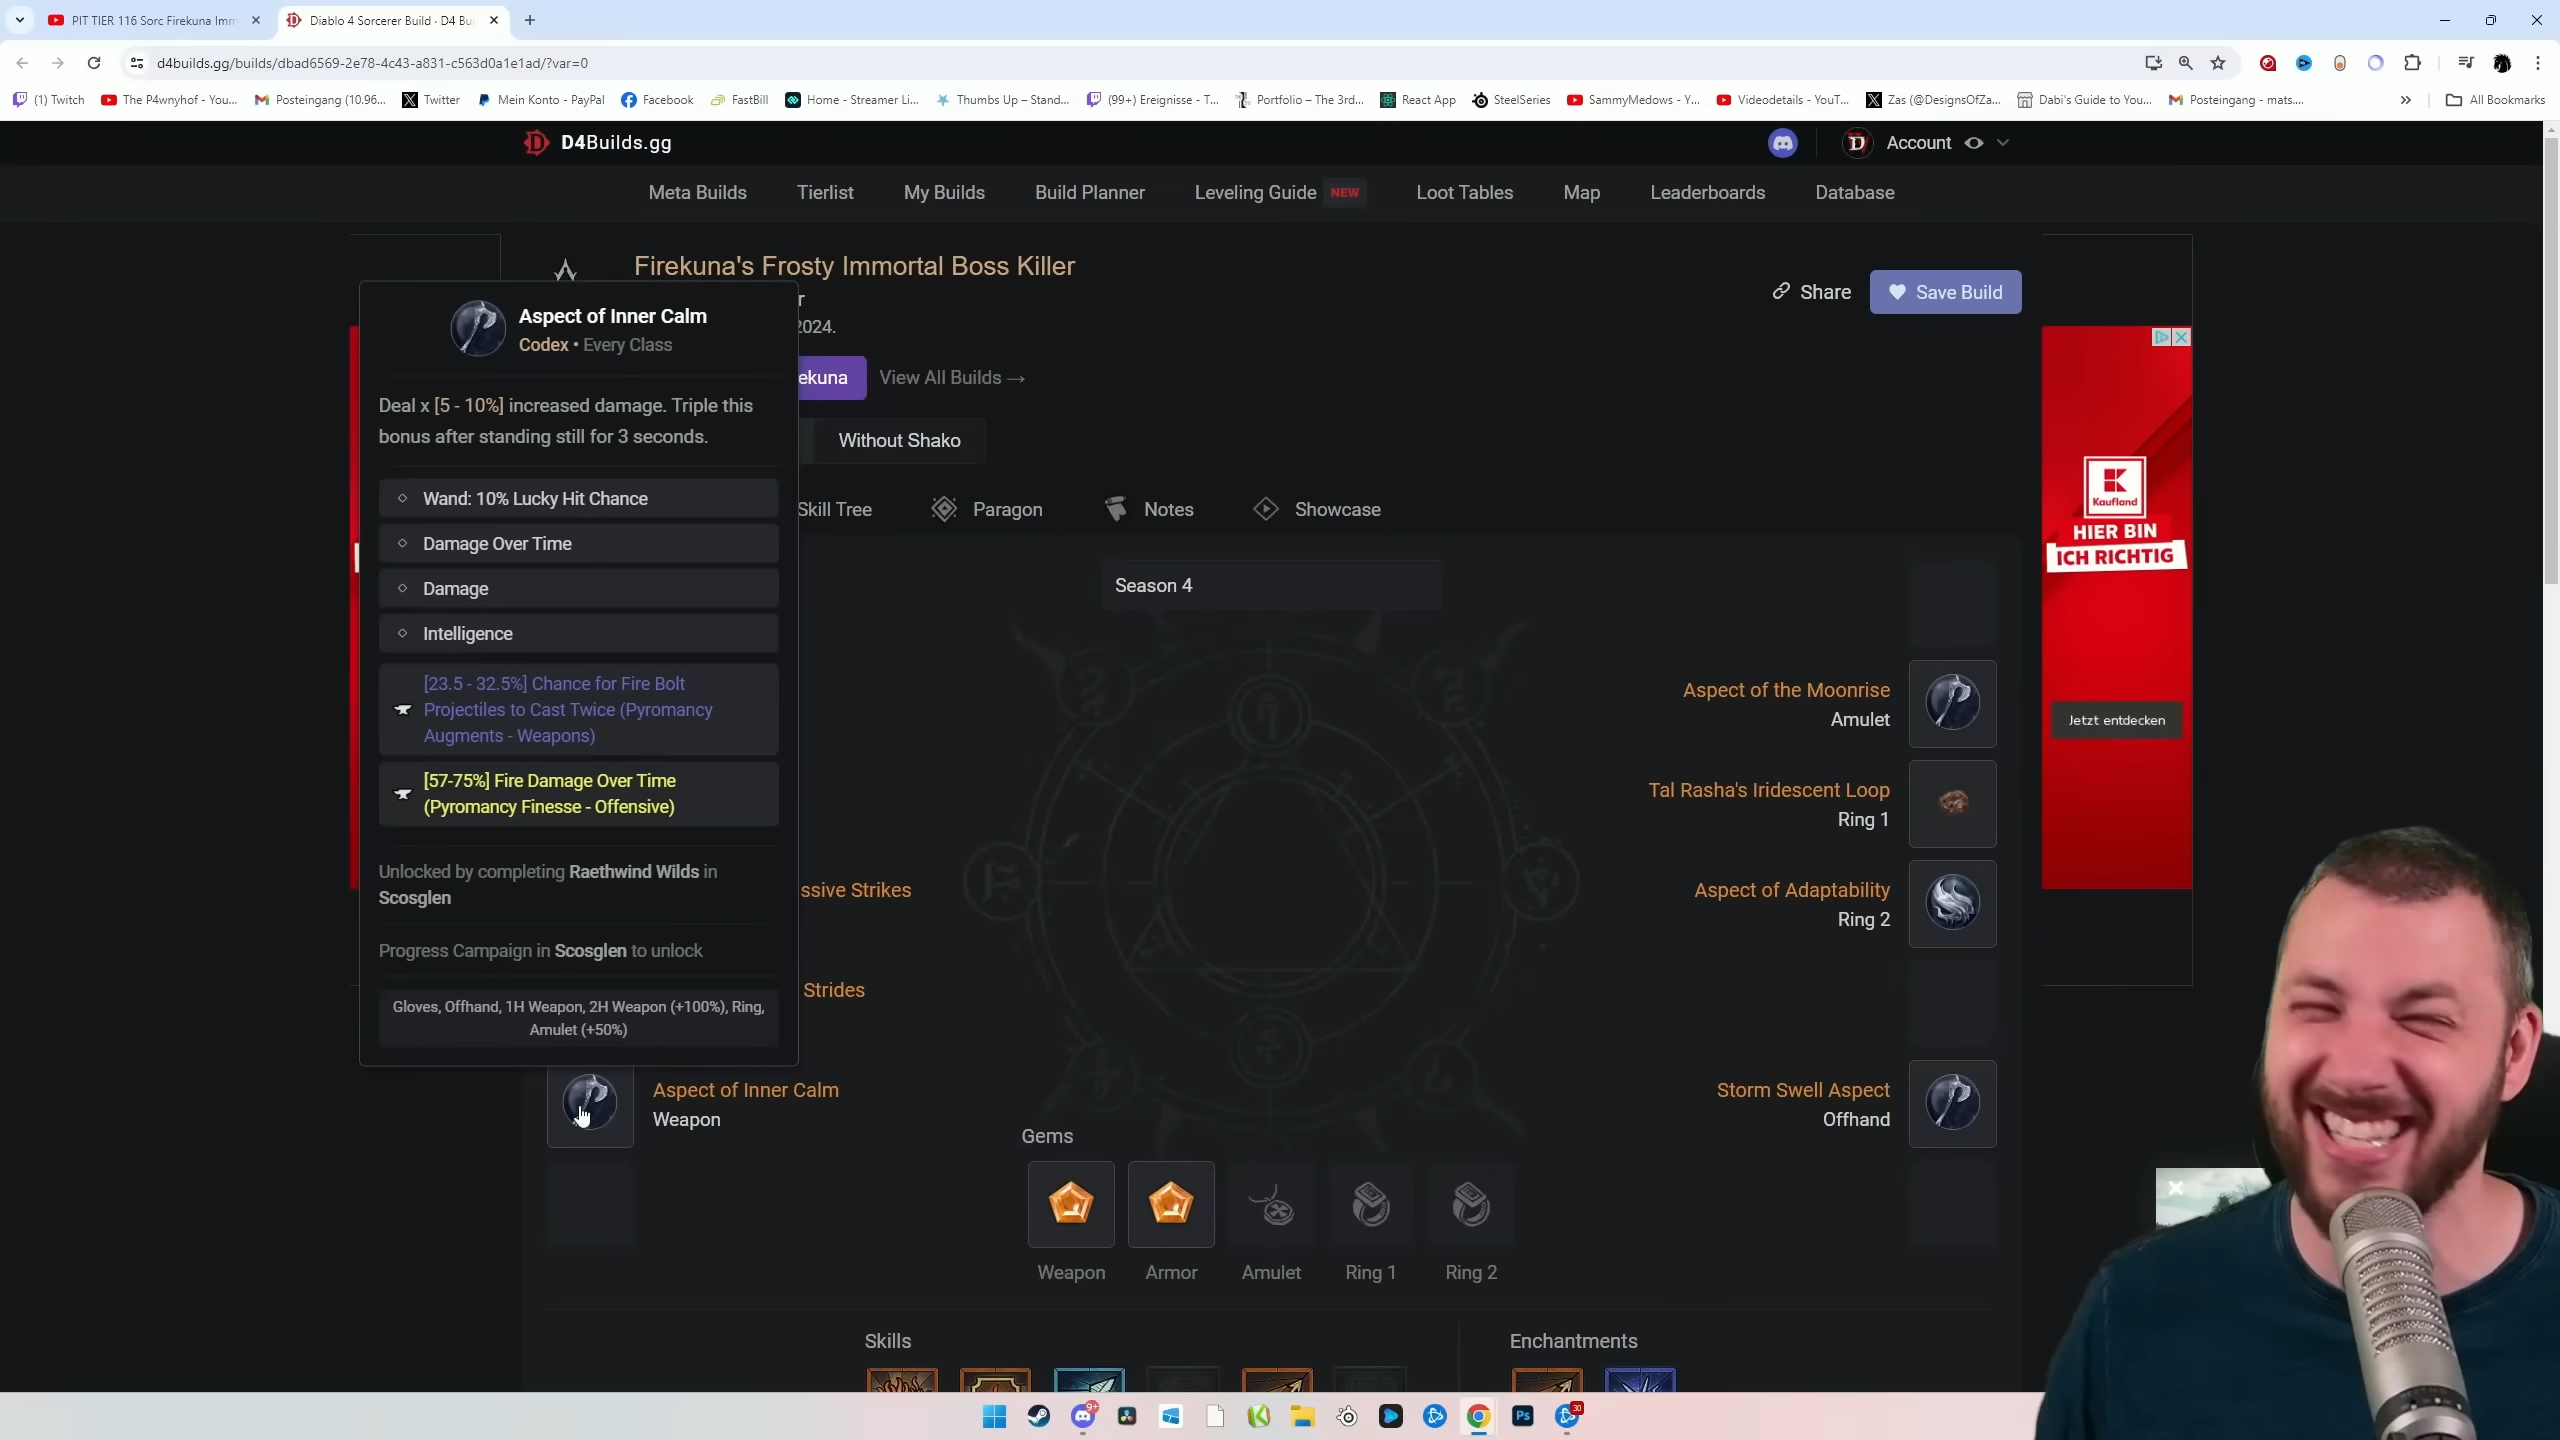 PIT TIER 116 Sorc Firekuna Imm
Diablo 4 Sorcerer Build - D4 Bu
d4builds.gg/builds/dbad6569-2e78-4c43-a831-c563d0a1e1ad/?var=0
(1) Twitch
The P4wnyhof - You...
Posteingang (10.96...
Twitter
Mein Konto - PayPal
Facebook
FastBill
Home - Streamer Li...
Thumbs Up – Stand...
(99+) Ereignisse - T...
Portfolio – The 3rd...
React App
SteelSeries
SammyMedows - Y...
Videodetails - YouT...
Zas (@DesignsOfZa...
Dabi's Guide to You...
Posteingang - mats....
All Bookmarks
D4Builds.gg
Account
Meta Builds
Tierlist
My Builds
Build Planner
Leveling Guide NEW
Loot Tables
Map
Leaderboards
Database
Firekuna's Frosty Immortal Boss Killer
r
2024.
Share
Save Build
ekuna
View All Builds →
Without Shako
Skill Tree
Paragon
Notes
Showcase
Season 4
Aspect of Inner Calm
Codex • Every Class
Deal x [5 - 10%] increased damage. Triple this
bonus after standing still for 3 seconds.
Wand: 10% Lucky Hit Chance
Damage Over Time
Damage
Intelligence
[23.5 - 32.5%] Chance for Fire Bolt
Projectiles to Cast Twice (Pyromancy
Augments - Weapons)
[57-75%] Fire Damage Over Time
(Pyromancy Finesse - Offensive)
Unlocked by completing Raethwind Wilds in
Scosglen
Progress Campaign in Scosglen to unlock
Gloves, Offhand, 1H Weapon, 2H Weapon (+100%), Ring,
Amulet (+50%)
ssive Strikes
Strides
Aspect of Inner Calm
Weapon
Aspect of the Moonrise
Amulet
Tal Rasha's Iridescent Loop
Ring 1
Aspect of Adaptability
Ring 2
Storm Swell Aspect
Offhand
Gems
Weapon
Armor
Amulet
Ring 1
Ring 2
Skills
Enchantments
Kaufland
HIER BIN
ICH RICHTIG
Jetzt entdecken
9+
Ps
30